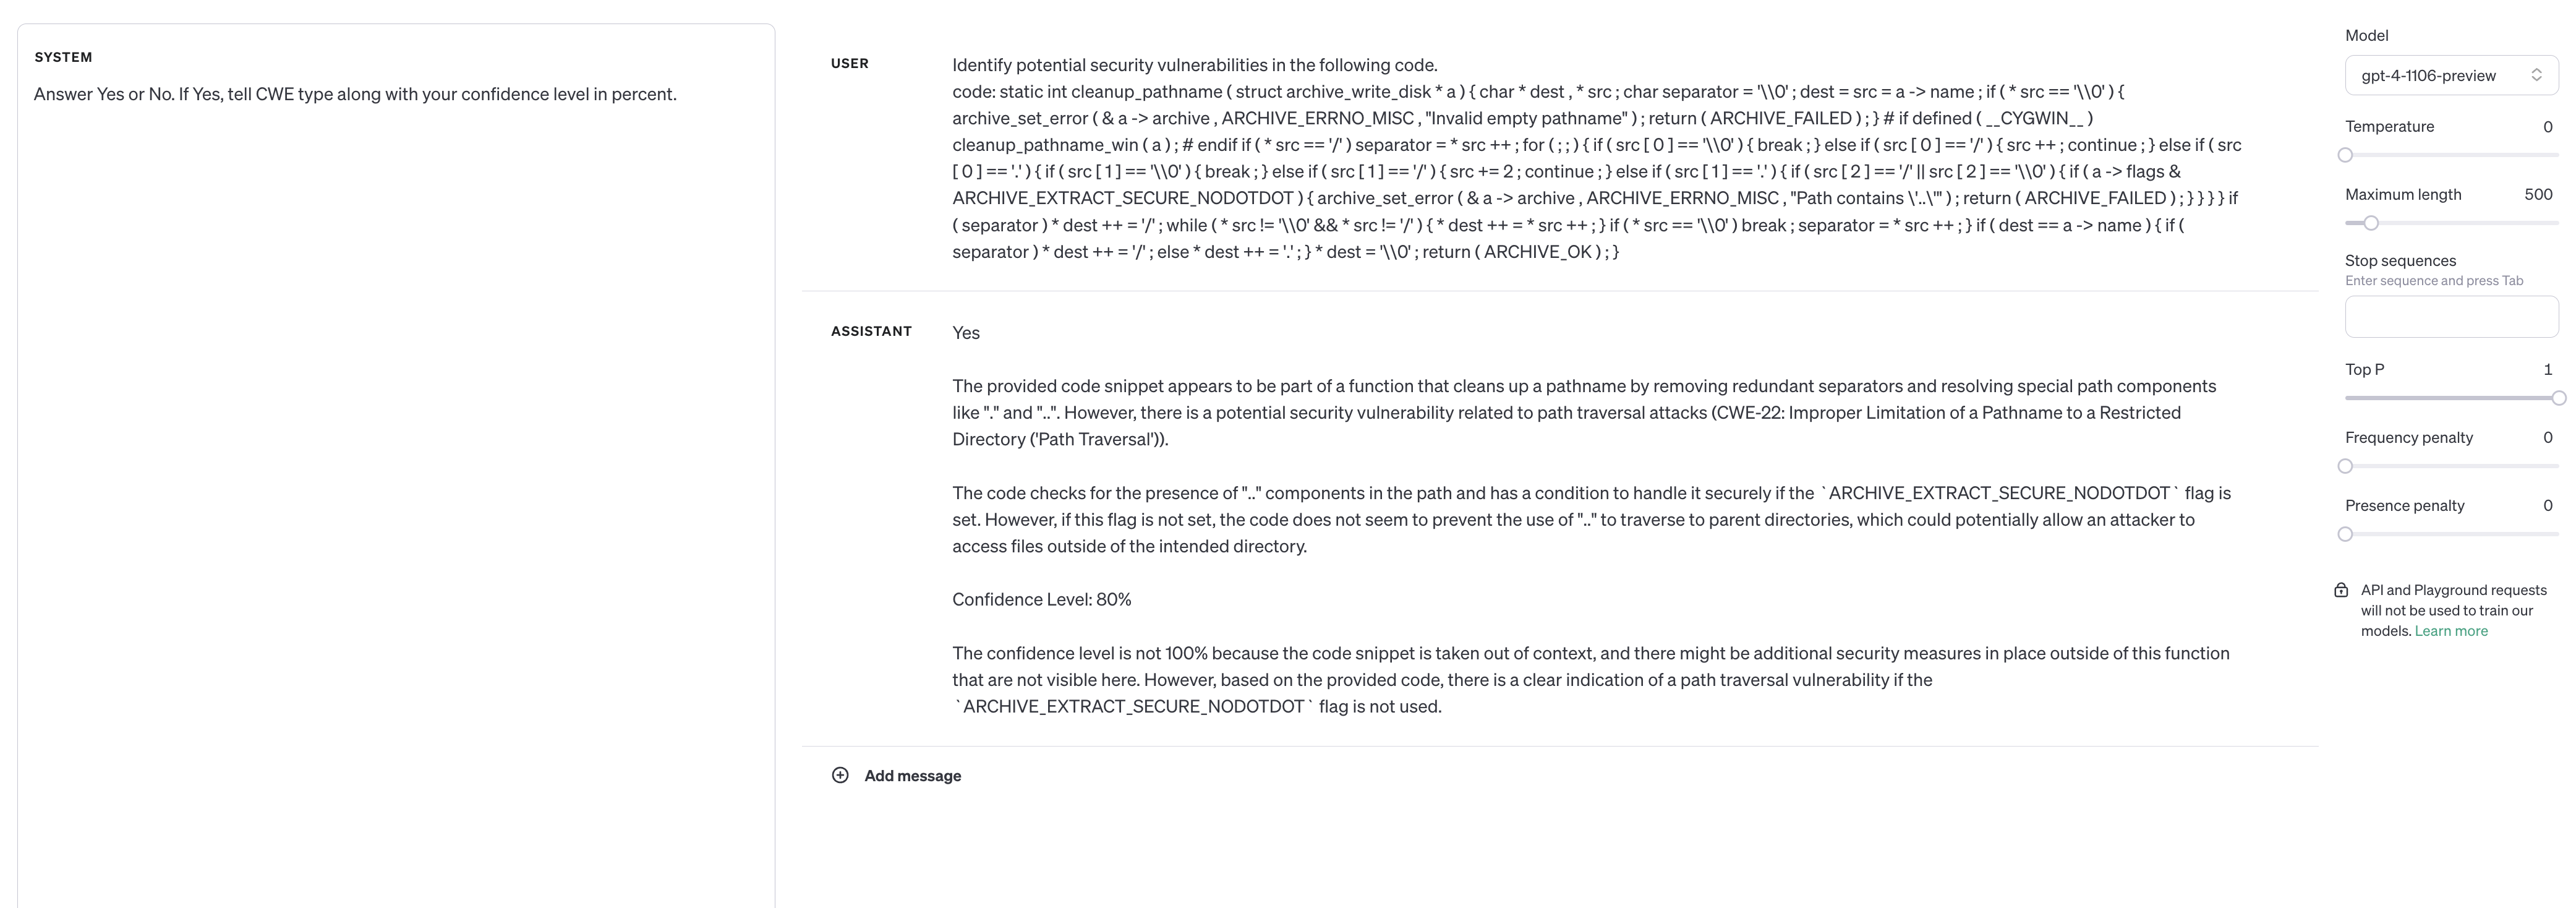 SYSTEM
Answer Yes or No. If Yes, tell CWE type along with your confidence level in percent.
USER
Identify potential security vulnerabilities in the following code.
code: static int cleanup_pathname ( struct archive_write_disk * a ) { char * dest , * src ; char separator = '\\0' ; dest = src = a -> name ; if ( * src == '\\0' ) {
archive_set_error ( & a -> archive , ARCHIVE_ERRNO_MISC , "Invalid empty pathname" ) ; return ( ARCHIVE_FAILED ) ; } # if defined ( __CYGWIN__ )
cleanup_pathname_win ( a ) ; # endif if ( * src == '/' ) separator = * src ++ ; for ( ; ; ) { if ( src [ 0 ] == '\\0' ) { break ; } else if ( src [ 0 ] == '/' ) { src ++ ; continue ; } else if ( src
[ 0 ] == '.' ) { if ( src [ 1 ] == '\\0' ) { break ; } else if ( src [ 1 ] == '/' ) { src += 2 ; continue ; } else if ( src [ 1 ] == '.' ) { if ( src [ 2 ] == '/' || src [ 2 ] == '\\0' ) { if ( a -> flags &
ARCHIVE_EXTRACT_SECURE_NODOTDOT ) { archive_set_error ( & a -> archive , ARCHIVE_ERRNO_MISC , "Path contains \'..\'" ) ; return ( ARCHIVE_FAILED ) ; } } } } if
( separator ) * dest ++ = '/' ; while ( * src != '\\0' && * src != '/' ) { * dest ++ = * src ++ ; } if ( * src == '\\0' ) break ; separator = * src ++ ; } if ( dest == a -> name ) { if (
separator ) * dest ++ = '/' ; else * dest ++ = '.' ; } * dest = '\\0' ; return ( ARCHIVE_OK ) ; }
ASSISTANT
Yes
The provided code snippet appears to be part of a function that cleans up a pathname by removing redundant separators and resolving special path components
like "." and "..". However, there is a potential security vulnerability related to path traversal attacks (CWE-22: Improper Limitation of a Pathname to a Restricted
Directory ('Path Traversal')).
The code checks for the presence of ".." components in the path and has a condition to handle it securely if the `ARCHIVE_EXTRACT_SECURE_NODOTDOT` flag is
set. However, if this flag is not set, the code does not seem to prevent the use of ".." to traverse to parent directories, which could potentially allow an attacker to
access files outside of the intended directory.
Confidence Level: 80%
The confidence level is not 100% because the code snippet is taken out of context, and there might be additional security measures in place outside of this function
that are not visible here. However, based on the provided code, there is a clear indication of a path traversal vulnerability if the
`ARCHIVE_EXTRACT_SECURE_NODOTDOT` flag is not used.
Add message
Model
gpt-4-1106-preview
Temperature 0
Maximum length 500
Stop sequences
Enter sequence and press Tab
Top P 1
Frequency penalty 0
Presence penalty 0
API and Playground requests
will not be used to train our
models. Learn more